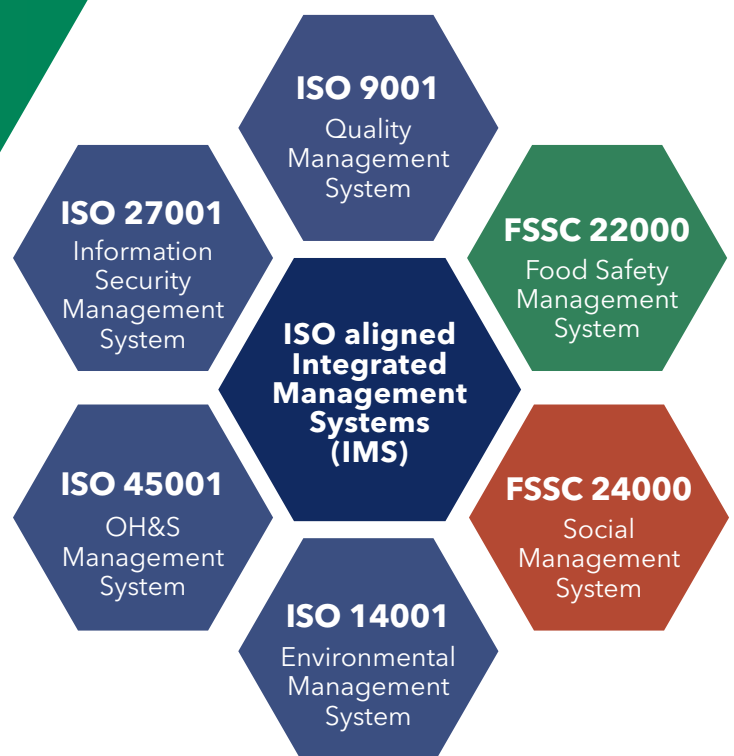 ISO 9001
Quality
Management
System
ISO 27001
Information
Security
Management
System
FSSC 22000
Food Safety
Management
System
ISO aligned
Integrated
Management
Systems
(IMS)
ISO 45001
OH&S
Management
System
FSSC 24000
Social
Management
System
ISO 14001
Environmental
Management
System